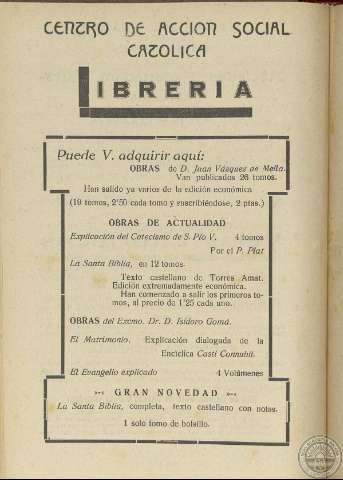 CENTRO DE ACCION SOCIAL
CATOLICA
LIBRERIA
Puede V. adquirir aquí:
OBRAS de D. Juan Vásques de Mella.
Van publicados 26 tomos.
Han salido ya varios de la edición económica
(19 tomos, 2'50 cada tomo y suscribiéndose, 2 ptas.)
OBRAS DE ACTUALIDAD
Explicación del Catecismo de S. Pío V. 4 tomos
Por el P. Plat
La Santa Biblia, en 12 tomos.
Texto castellano de Torres Amat.
Edición extremadamente económica.
Han comenzado a salir los primeros to-
mos, al precio de 1'25 cada uno.
OBRAS del Excmo. Dr. D. Isidoro Gomá.
El Matrimonio. Explicación dialogada de la
Encíclica Casti Connubii.
El Evangelio explicado 4 Volúmenes
GRAN NOVEDAD
La Santa Biblia, completa, texto castellano con notas.
1 solo tomo de bolsillo.